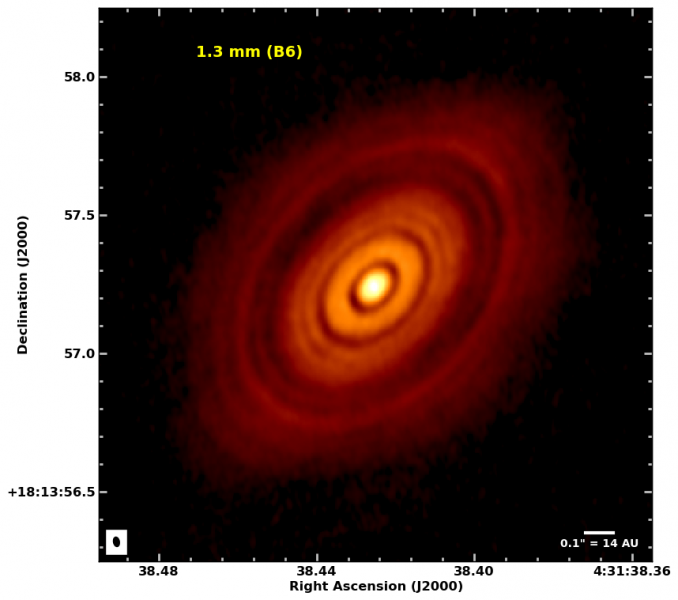 1.3 mm (B6)
58.0
57.5
57.0
+18:13:56.5
Declination (J2000)
0.1" = 14 AU
38.48 38.44 38.40 4:31:38.36
Right Ascension (J2000)